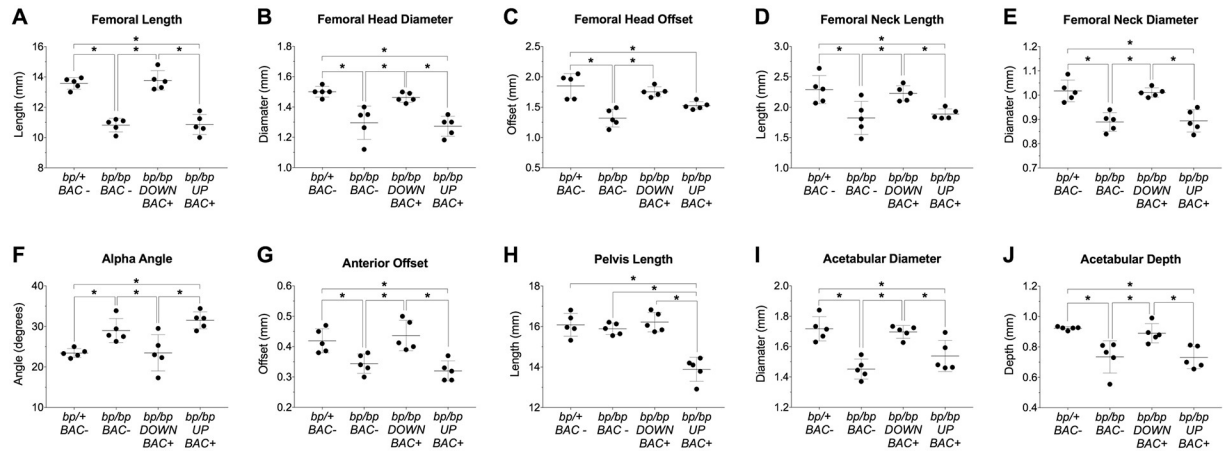 A Femoral Length
16
14
12
10
8
Length (mm)
* * * *
bp/+ bp/bp bp/bp bp/bp
BAC - BAC - DOWN UP
BAC+ BAC+
B Femoral Head Diameter
1.8
1.6
1.4
1.2
1.0
Diamater (mm)
* * * *
bp/+ bp/bp bp/bp bp/bp
BAC- BAC- DOWN UP
BAC+ BAC+
C Femoral Head Offset
2.5
2.0
1.5
1.0
0.5
0.0
Offset (mm)
* * *
bp/+ bp/bp bp/bp bp/bp
BAC- BAC- DOWN UP
BAC+ BAC+
D Femoral Neck Length
3.0
2.5
2.0
1.5
1.0
Length (mm)
* * * *
bp/+ bp/bp bp/bp bp/bp
BAC- BAC - DOWN UP
BAC+ BAC+
E Femoral Neck Diameter
1.2
1.1
1.0
0.9
0.8
Diameter (mm)
* * * *
bp/+ bp/bp bp/bp bp/bp
BAC- BAC- DOWN UP
BAC+ BAC+
F Alpha Angle
40
30
20
10
Angle (degrees)
* * * *
bp/+ bp/bp bp/bp bp/bp
BAC- BAC- DOWN UP
BAC+ BAC+
G Anterior Offset
0.6
0.5
0.4
0.3
0.2
Offset (mm)
* * * *
bp/+ bp/bp bp/bp bp/bp
BAC- BAC- DOWN UP
BAC+ BAC+
H Pelvis Length
18
16
14
12
Length (mm)
* * *
bp/+ bp/bp bp/bp bp/bp
BAC - BAC - DOWN UP
BAC+ BAC+
I Acetabular Diameter
2.0
1.8
1.6
1.4
1.2
Diamater (mm)
* * * *
bp/+ bp/bp bp/bp bp/bp
BAC- BAC- DOWN UP
BAC+ BAC+
J Acetabular Depth
1.2
1.0
0.8
0.6
0.4
Depth (mm)
* * * *
bp/+ bp/bp bp/bp bp/bp
BAC- BAC- DOWN UP
BAC+ BAC+